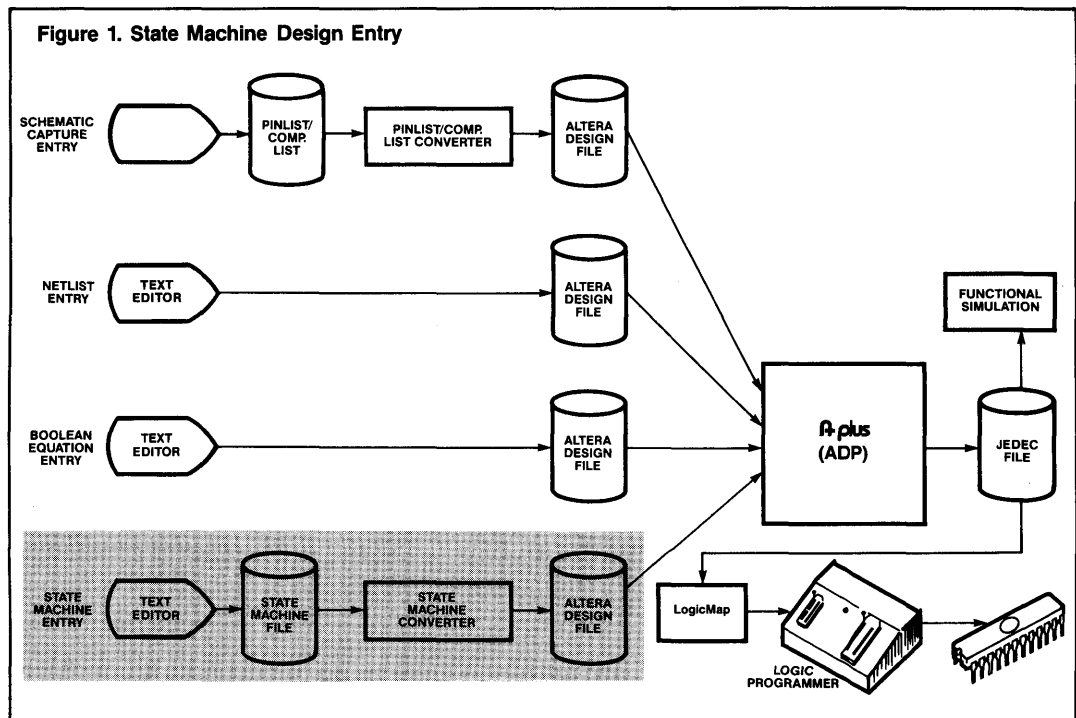 Figure 1. State Machine Design Entry
SCHEMATIC
CAPTURE
ENTRY
PINLIST/
COMP.
LIST
PINLIST/COMP.
LIST CONVERTER
ALTERA
DESIGN
FILE
NETLIST
ENTRY
TEXT
EDITOR
ALTERA
DESIGN
FILE
FUNCTIONAL
SIMULATION
BOOLEAN
EQUATION
ENTRY
TEXT
EDITOR
ALTERA
DESIGN
FILE
A+ plus
(ADP)
JEDEC
FILE
STATE
MACHINE
ENTRY
TEXT
EDITOR
STATE
MACHINE
FILE
STATE
MACHINE
CONVERTER
ALTERA
DESIGN
FILE
LogicMap
LOGIC
PROGRAMMER